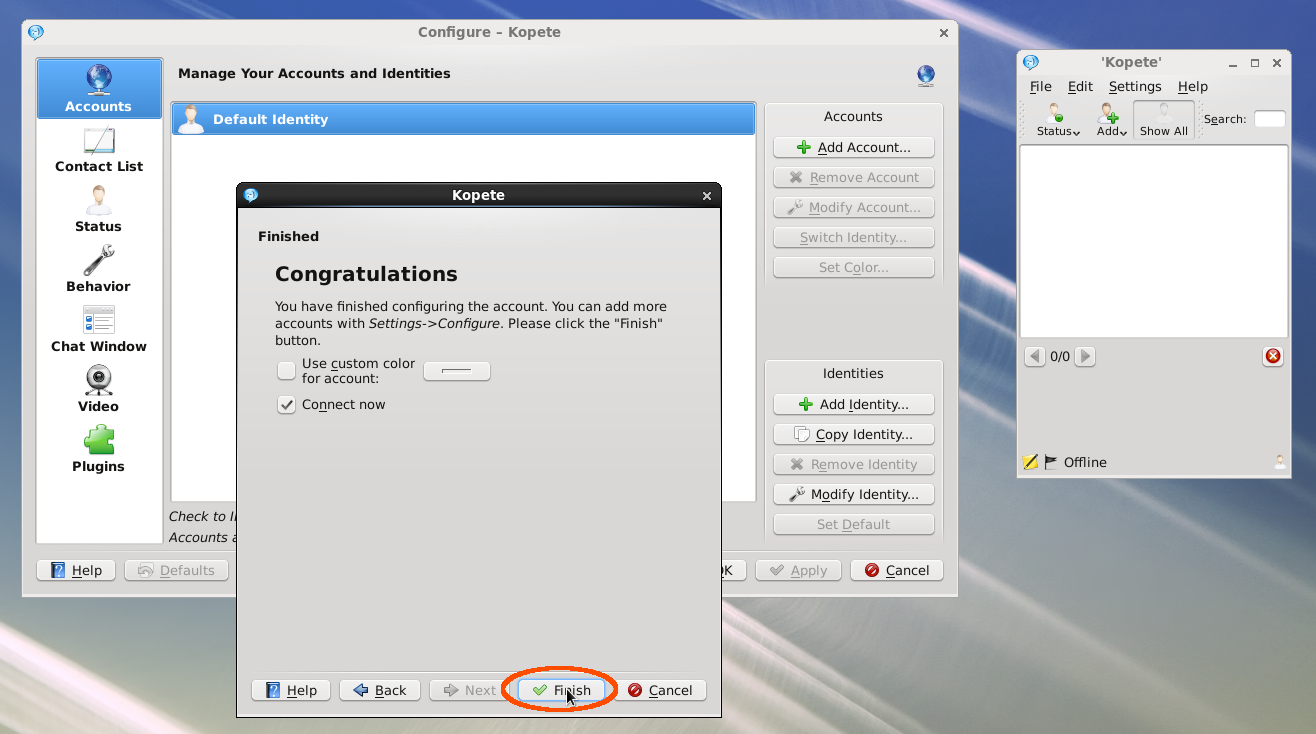 Configure – Kopete
Accounts
Contact List
Status
Behavior
Chat Window
Video
Plugins
Manage Your Accounts and Identities
Default Identity
Accounts
Add Account...
Remove Account
Modify Account...
Switch Identity...
Set Color...
Identities
Add Identity...
Copy Identity...
Remove Identity
Modify Identity...
Set Default
Check to
Accounts
Help
Defaults
Apply
Cancel
Kopete
Finished
Congratulations
You have finished configuring the account. You can add more
accounts with Settings->Configure. Please click the "Finish"
button.
Use custom color
for account:
Connect now
Help
Back
Next
Finish
Cancel
'Kopete'
File Edit Settings Help
Status Add Show All Search:
0/0
Offline